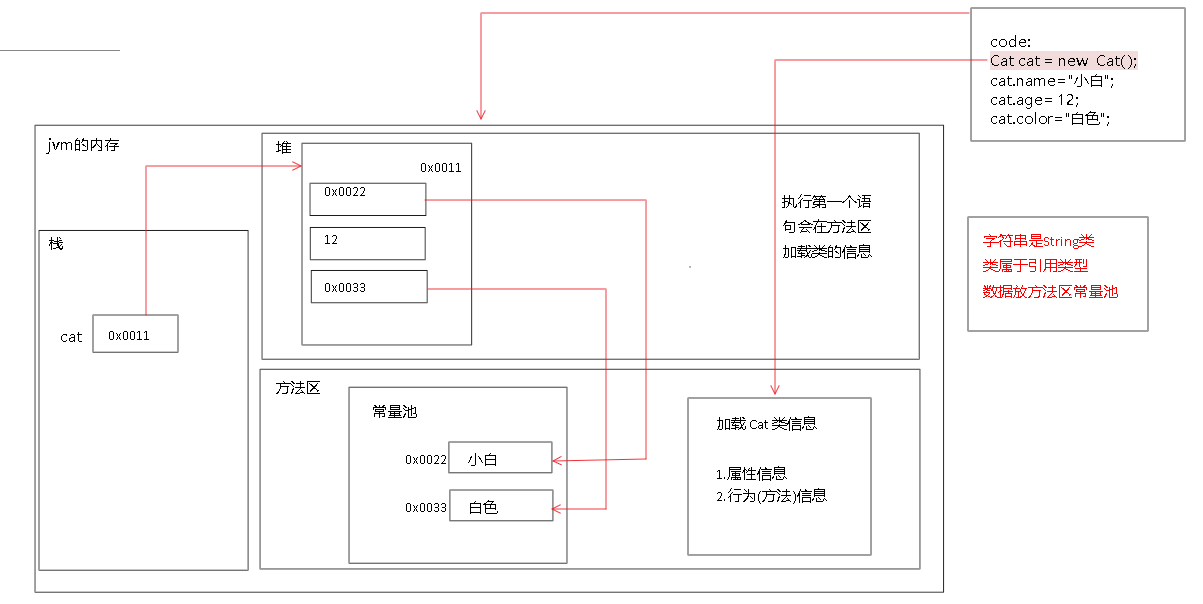 code:
Cat cat = new Cat();
cat.name="小白";
cat.age= 12;
cat.color="白色";
jvm的内存
堆
0x0011
0x0022
12
0x0033
执行第一个语
句会在方法区
加载类的信息
字符串是String类
类属于引用类型
数据放方法区常量池
栈
cat
0x0011
方法区
常量池
0x0022
小白
0x0033
白色
加载 Cat 类信息
1.属性信息
2.行为(方法)信息